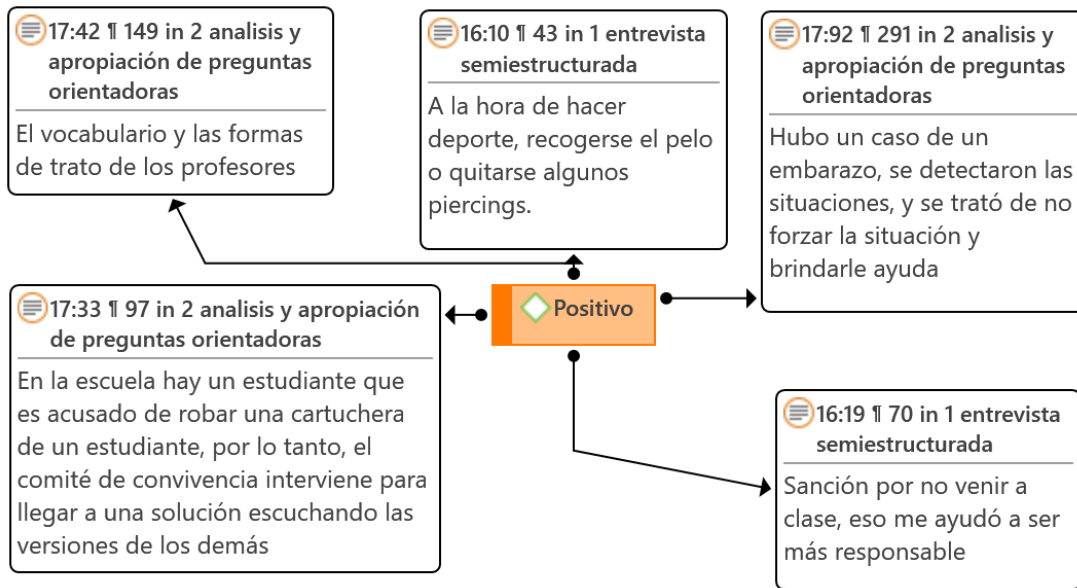 17:42 ¶ 149 in 2 analisis y
apropiación de preguntas
orientadoras
El vocabulario y las formas
de trato de los profesores
16:10 ¶ 43 in 1 entrevista
semiestructurada
A la hora de hacer
deporte, recogerse el pelo
o quitarse algunos
piercings.
17:92 ¶ 291 in 2 analisis y
apropiación de preguntas
orientadoras
Hubo un caso de un
embarazo, se detectaron las
situaciones, y se trató de no
forzar la situación y
brindarle ayuda
17:33 ¶ 97 in 2 analisis y apropiación
de preguntas orientadoras
En la escuela hay un estudiante que
es acusado de robar una cartuchera
de un estudiante, por lo tanto, el
comité de convivencia interviene para
llegar a una solución escuchando las
versiones de los demás
Positivo
16:19 ¶ 70 in 1 entrevista
semiestructurada
Sanción por no venir a
clase, eso me ayudó a ser
más responsable